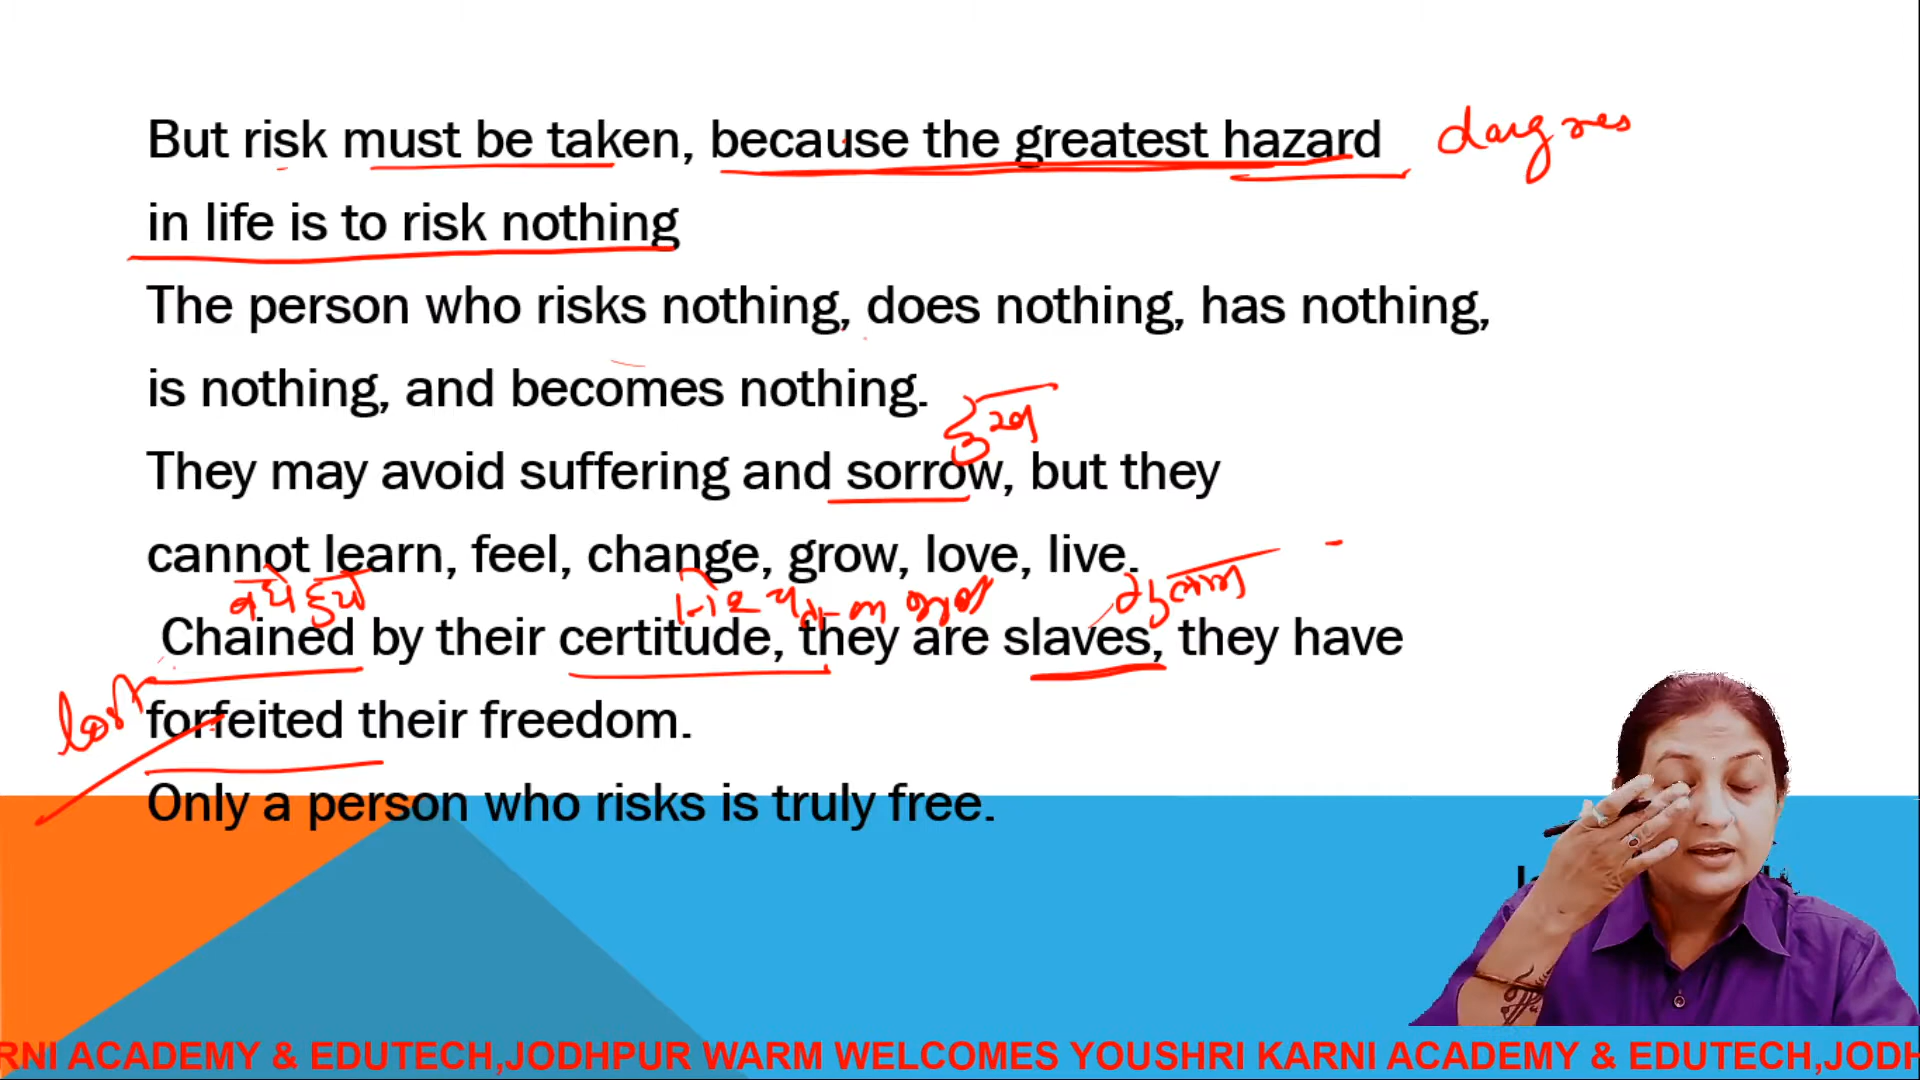 But risk must be taken, because the greatest hazard
in life is to risk nothing
The person who risks nothing, does nothing, has nothing,
is nothing, and becomes nothing.
They may avoid suffering and sorrow, but they
cannot learn, feel, change, grow, love, live.
बंधे हुये
Chained by their certitude, they are slaves, they have
lost
forfeited their freedom.
Only a person who risks is truly free.
RNI ACADEMY & EDUTECH,JODHPUR WARM WELCOMES YOUSHRI KARNI ACADEMY & EDUTECH,JODH